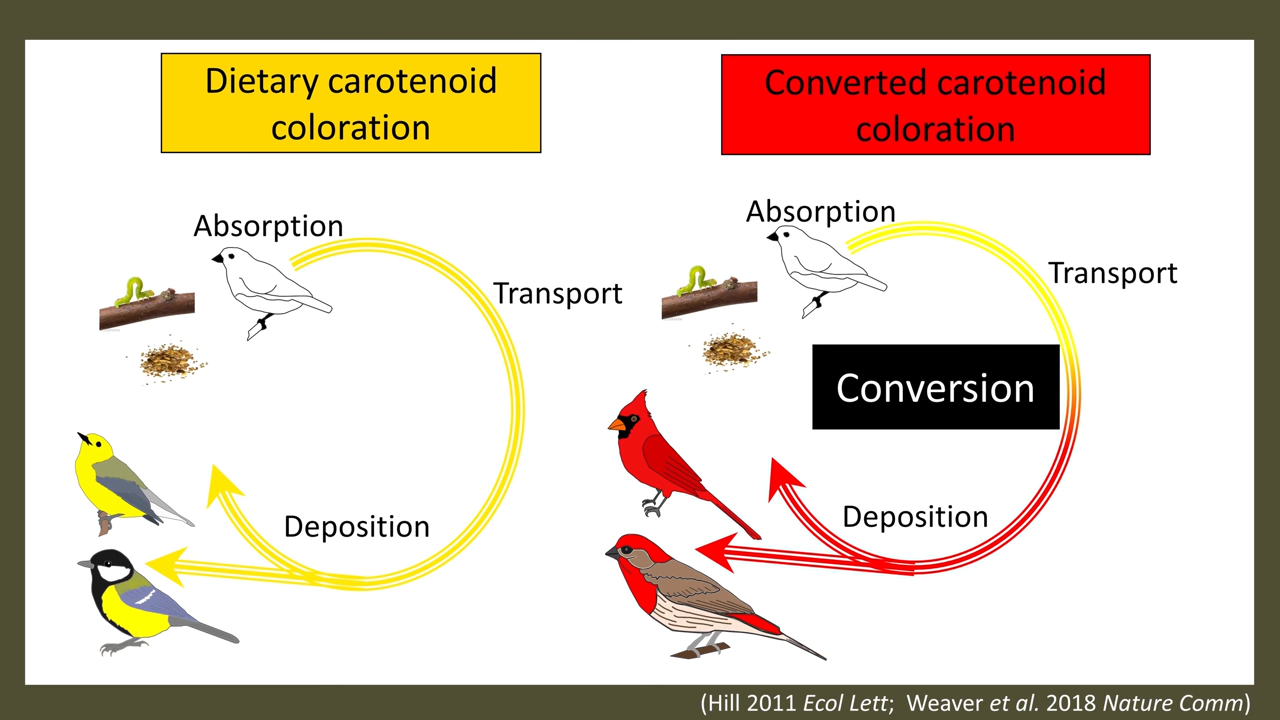 Dietary carotenoid
coloration
Absorption
Transport
Deposition
Converted carotenoid
coloration
Absorption
Transport
Conversion
Deposition
(Hill 2011 Ecol Lett;  Weaver et al. 2018 Nature Comm)